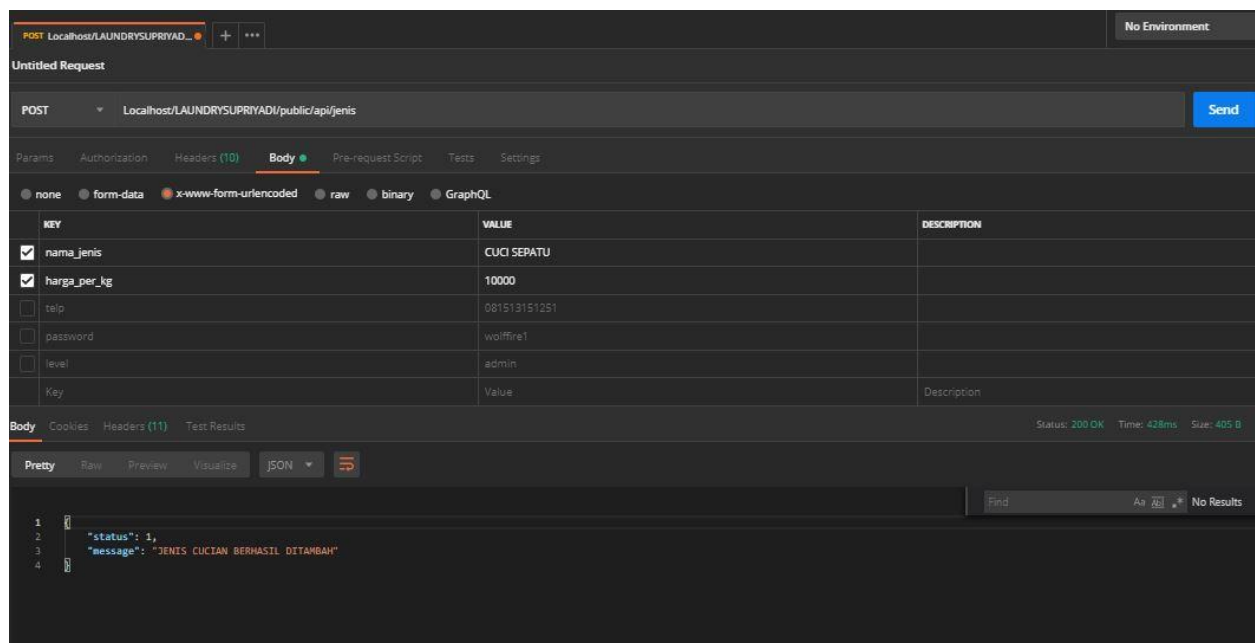 POST Localhost/LAUNDRYSUPRIYAD... + ••• No Environment
Untitled Request
POST Localhost/LAUNDRYSUPRIYADI/public/api/jenis Send
Params Authorization Headers (10) Body Pre-request Script Tests Settings
none form-data x-www-form-urlencoded raw binary GraphQL
KEY VALUE DESCRIPTION
nama_jenis CUCI SEPATU
harga_per_kg 10000
telp 081513151251
password wolffire1
level admin
Key Value Description
Body Cookies Headers (11) Test Results Status: 200 OK Time: 428ms Size: 405 B
Pretty Raw Preview Visualize JSON
Find Aa Abl .* No Results
1 {
2 "status": 1,
3 "message": "JENIS CUCIAN BERHASIL DITAMBAH"
4 }